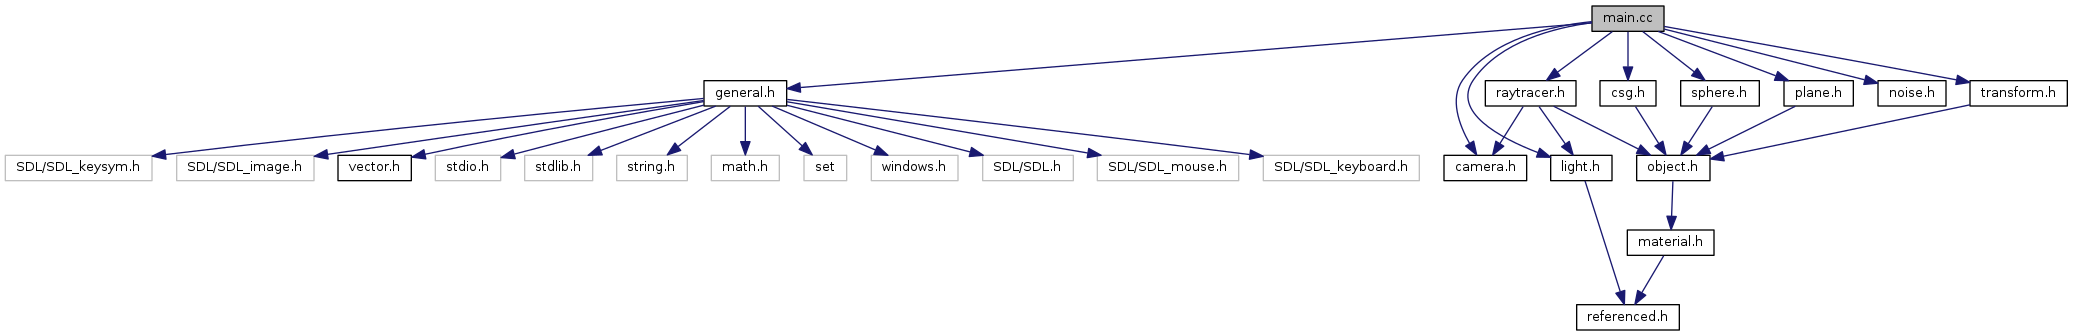 main.cc
general.h
raytracer.h
csg.h
sphere.h
plane.h
noise.h
transform.h
SDL/SDL_keysym.h
SDL/SDL_image.h
vector.h
stdio.h
stdlib.h
string.h
math.h
set
windows.h
SDL/SDL.h
SDL/SDL_mouse.h
SDL/SDL_keyboard.h
camera.h
light.h
object.h
material.h
referenced.h